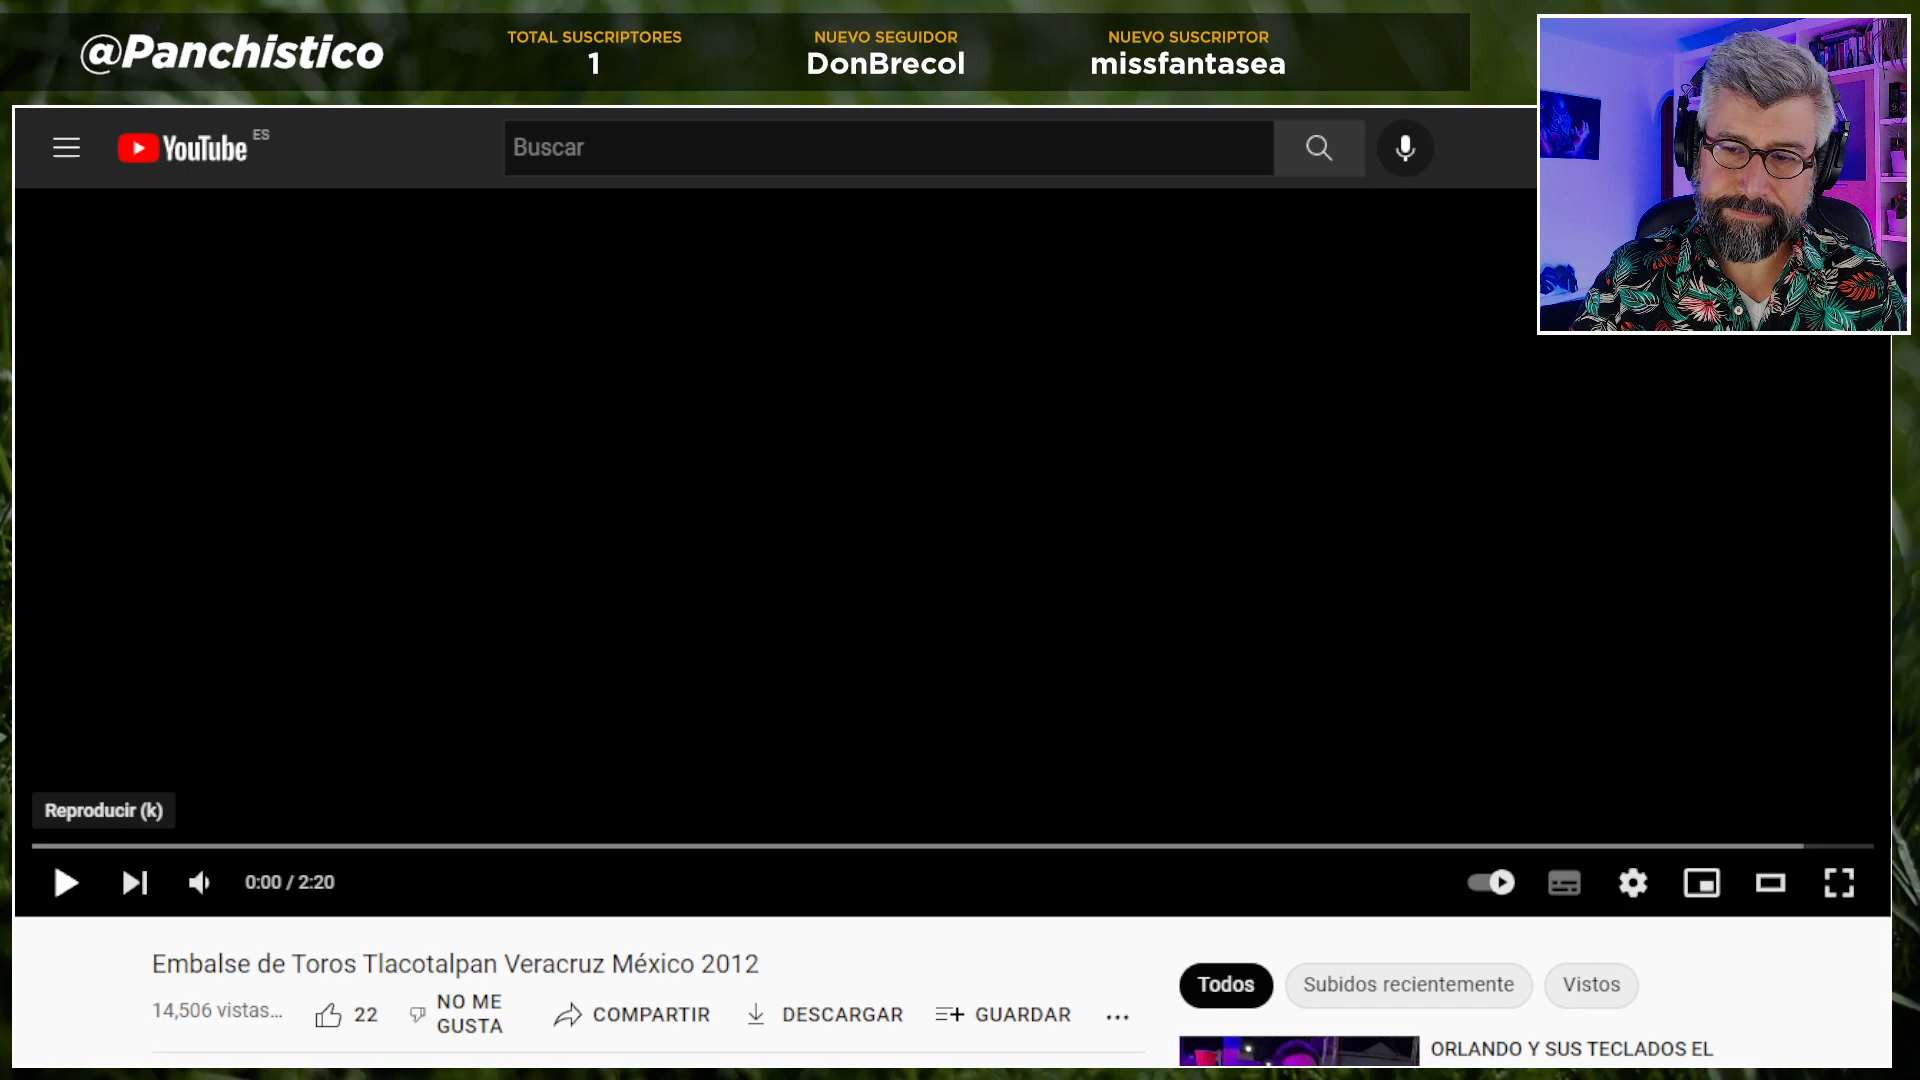 @Panchistico
TOTAL SUSCRIPTORES
1
NUEVO SEGUIDOR
DonBrecol
NUEVO SUSCRIPTOR
missfantasea
YouTube ES
Buscar
Reproducir (k)
0:00 / 2:20
Embalse de Toros Tlacotalpan Veracruz México 2012
14,506 vistas...
22
NO ME
GUSTA
COMPARTIR
DESCARGAR
GUARDAR
Todos
Subidos recientemente
Vistos
ORLANDO Y SUS TECLADOS EL